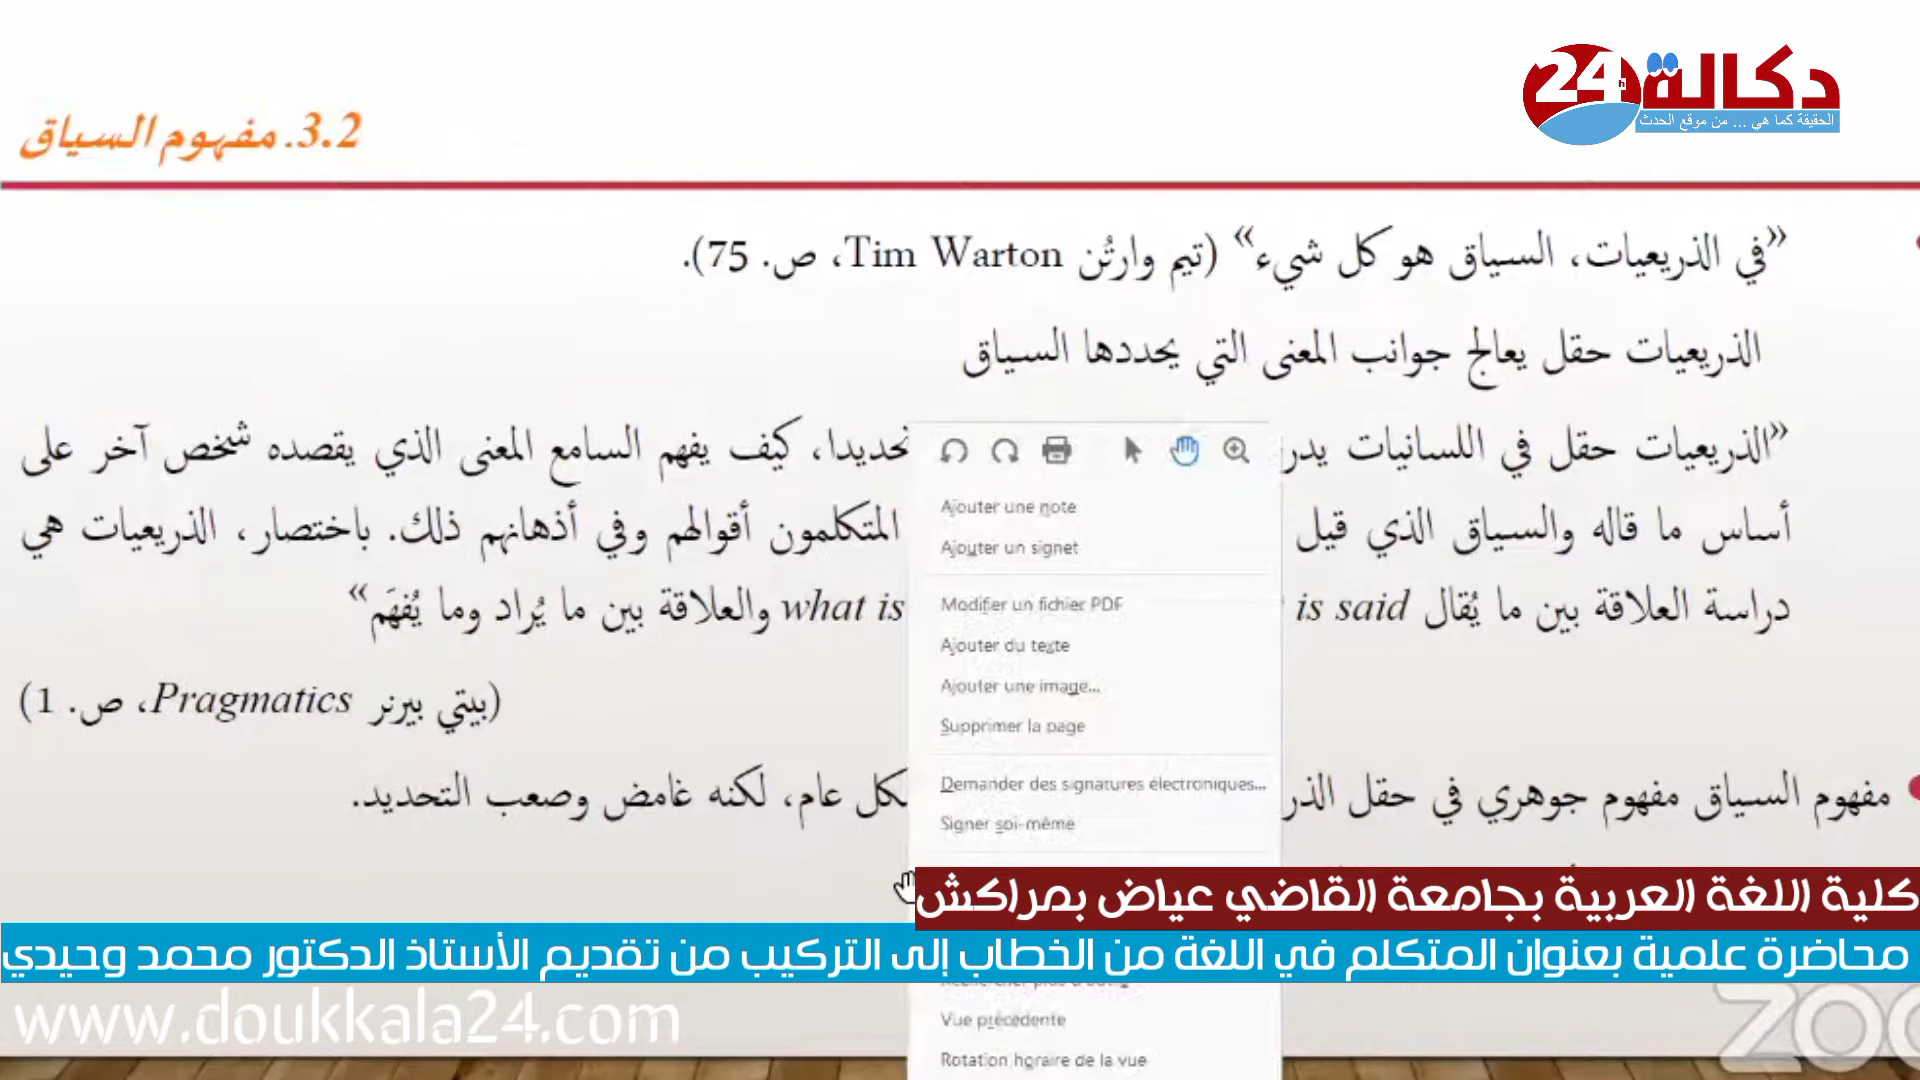 دكالة 24h
الحقيقة كما هي ... من موقع الحدث
3.2. مفهوم السياق
«في الذريعيات، السياق هو كل شيء» (تيم وارتُن Tim Warton، ص. 75).
الذريعيات حقل يعالج جوانب المعنى التي يحددها السياق
«الذريعيات حقل في اللسانيات يدر تحديدا، كيف يفهم السامع المعنى الذي يقصده شخص آخر على
أساس ما قاله والسياق الذي قيل المتكلمون أقوالهم وفي أذهانهم ذلك. باختصار، الذريعيات هي
دراسة العلاقة بين ما يُقال is said what is والعلاقة بين ما يُراد وما يُفهَم»
(بيتي بيرنر Pragmatics، ص. 1)
مفهوم السياق مفهوم جوهري في حقل الذر كل عام، لكنه غامض وصعب التحديد.
Ajouter une note
Ajouter un signet
Modifier un fichier PDF
Ajouter du texte
Ajouter une image...
Supprimer la page
Demander des signatures électroniques...
Signer soi-même
كلية اللغة العربية بجامعة القاضي عياض بمراكش
محاضرة علمية بعنوان المتكلم في اللغة من الخطاب إلى التركيب من تقديم الأستاذ الدكتور محمد وحيدي
Vue précédente
Rotation horaire de la vue
www.doukkala24.com